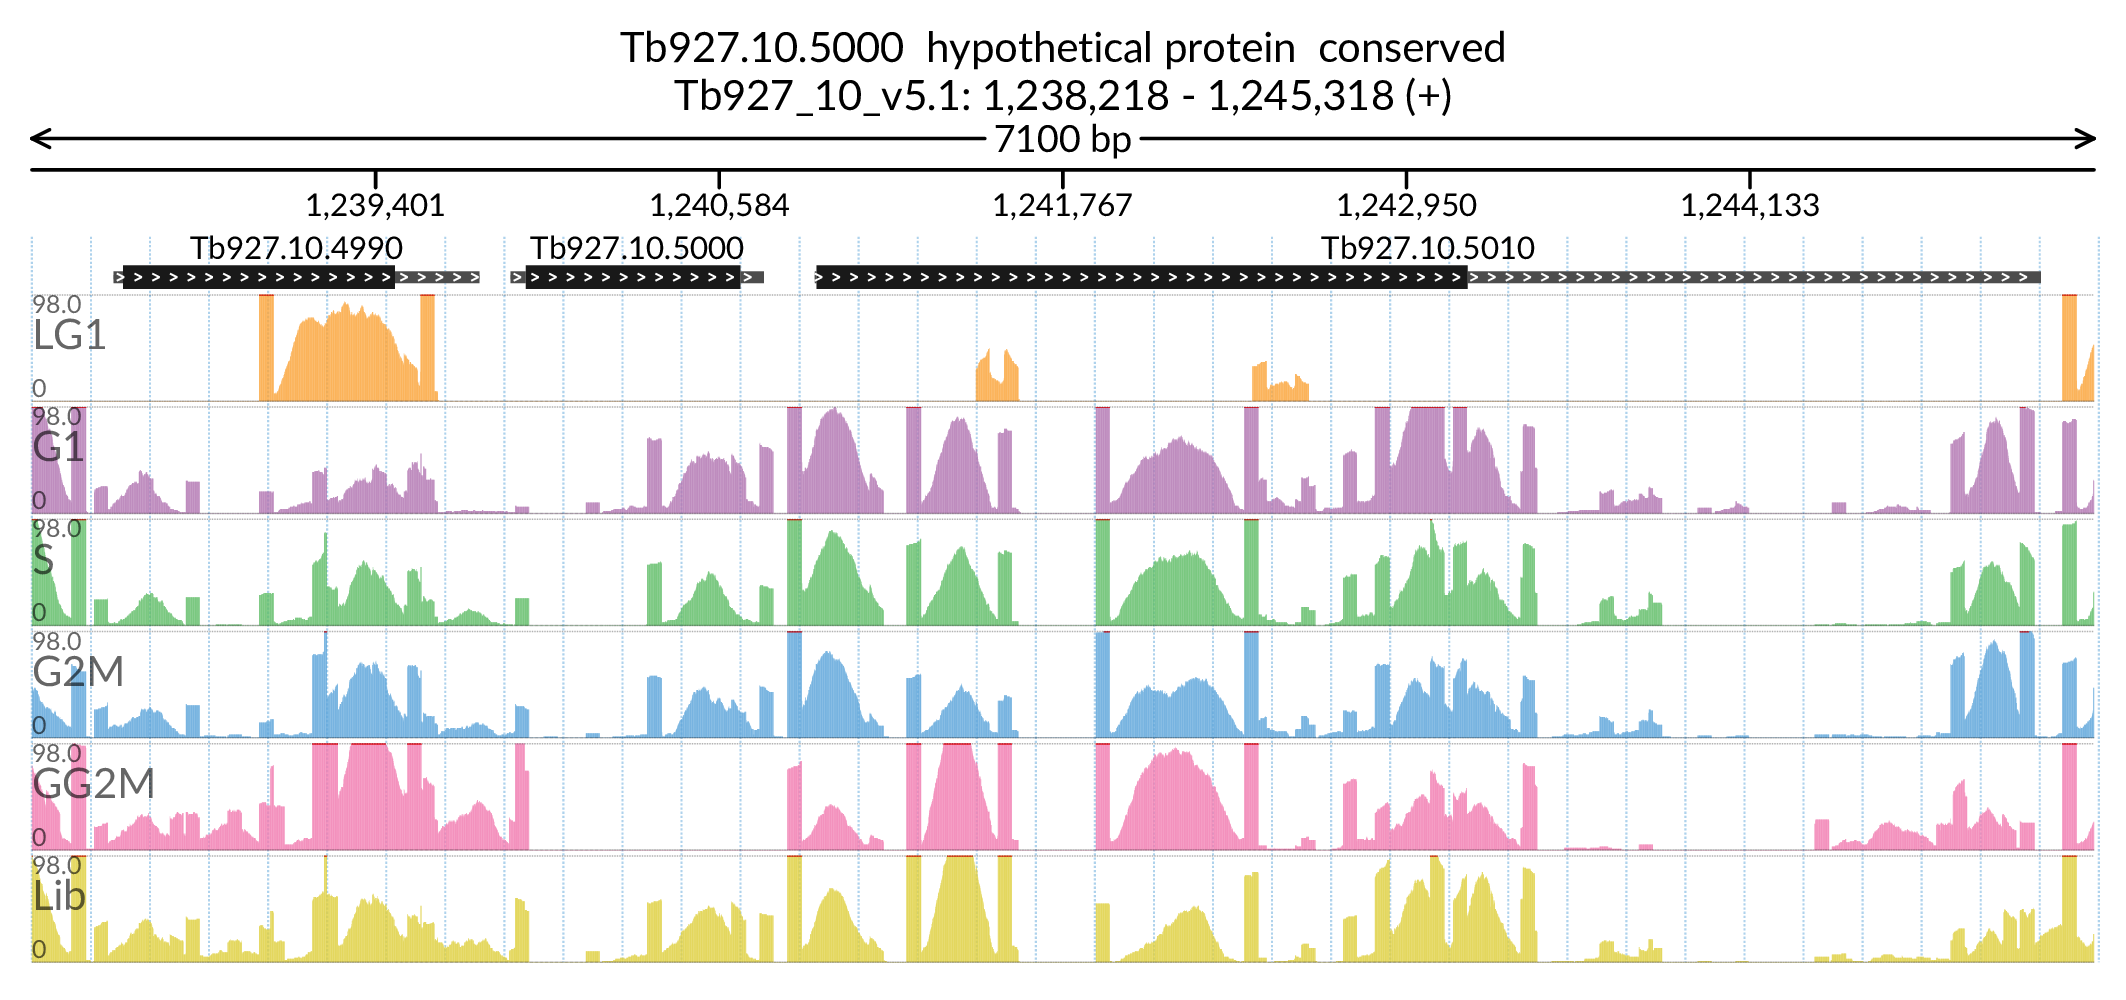 Tb927.10.5000  hypothetical protein  conserved
Tb927_10_v5.1: 1,238,218 - 1,245,318 (+)
7100 bp
1,239,401 1,240,584 1,241,767 1,242,950 1,244,133
Tb927.10.4990 Tb927.10.5000 Tb927.10.5010
98.0
LG1
0
98.0
G1
0
98.0
S
0
98.0
G2M
0
98.0
GG2M
0
98.0
Lib
0